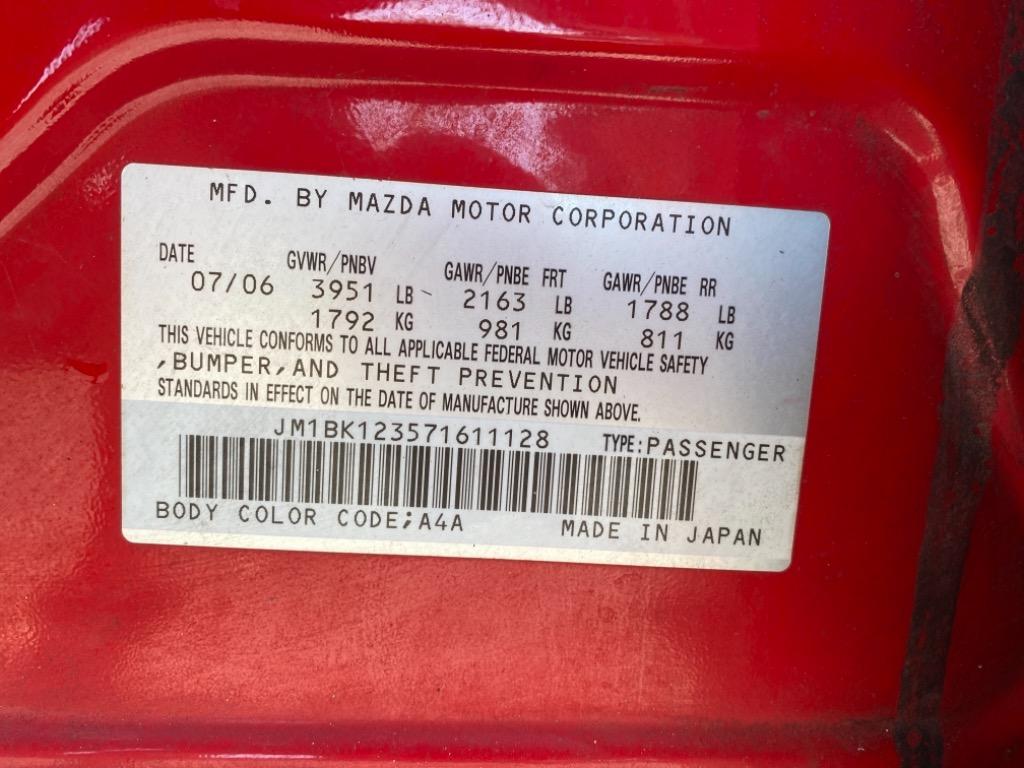 MFD. BY MAZDA MOTOR CORPORATION
DATE GVWR/PNBV GAWR/PNBE FRT GAWR/PNBE RR
07/06 3951 LB 2163 LB 1788 LB
1792 KG 981 KG 811 KG
THIS VEHICLE CONFORMS TO ALL APPLICABLE FEDERAL MOTOR VEHICLE SAFETY
,BUMPER,AND THEFT PREVENTION
STANDARDS IN EFFECT ON THE DATE OF MANUFACTURE SHOWN ABOVE.
JM1BK123571611128 TYPE:PASSENGER
BODY COLOR CODE;A4A MADE IN JAPAN